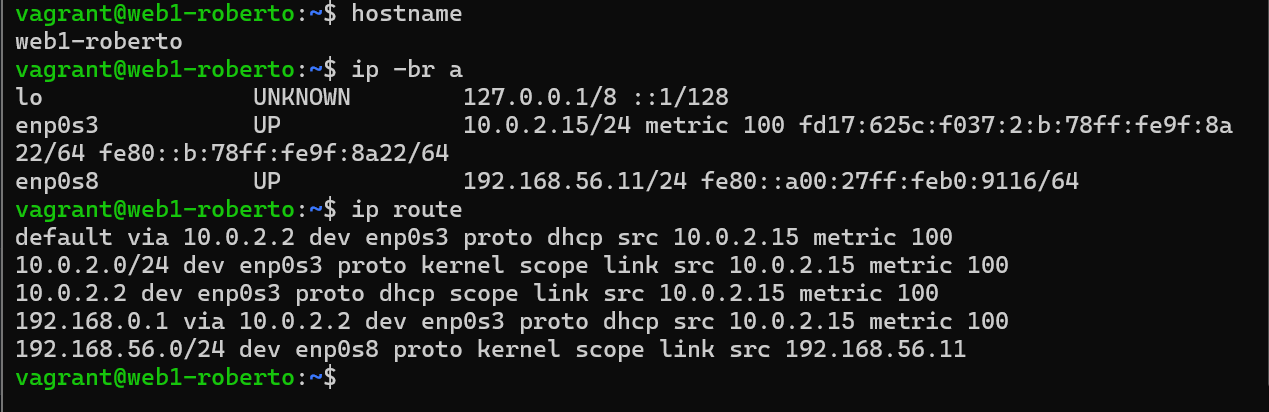 vagrant@web1-roberto:~$ hostname
web1-roberto
vagrant@web1-roberto:~$ ip -br a
lo               UNKNOWN        127.0.0.1/8 ::1/128
enp0s3           UP             10.0.2.15/24 metric 100 fd17:625c:f037:2:b:78ff:fe9f:8a
22/64 fe80::b:78ff:fe9f:8a22/64
enp0s8           UP             192.168.56.11/24 fe80::a00:27ff:feb0:9116/64
vagrant@web1-roberto:~$ ip route
default via 10.0.2.2 dev enp0s3 proto dhcp src 10.0.2.15 metric 100
10.0.2.0/24 dev enp0s3 proto kernel scope link src 10.0.2.15 metric 100
10.0.2.2 dev enp0s3 proto dhcp scope link src 10.0.2.15 metric 100
192.168.0.1 via 10.0.2.2 dev enp0s3 proto dhcp src 10.0.2.15 metric 100
192.168.56.0/24 dev enp0s8 proto kernel scope link src 192.168.56.11
vagrant@web1-roberto:~$